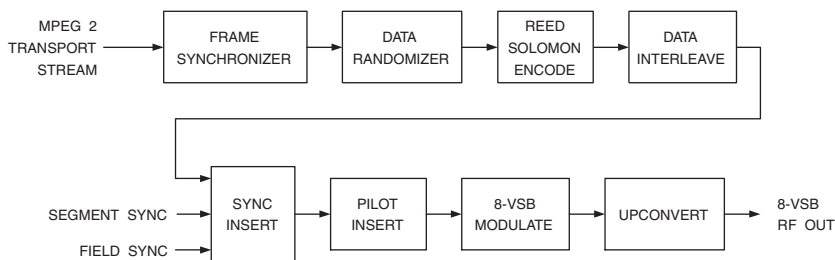 MPEG 2
TRANSPORT
STREAM
FRAME
SYNCHRONIZER
DATA
RANDOMIZER
REED
SOLOMON
ENCODE
DATA
INTERLEAVE
SEGMENT SYNC
FIELD SYNC
SYNC
INSERT
PILOT
INSERT
8-VSB
MODULATE
UPCONVERT
8-VSB
RF OUT